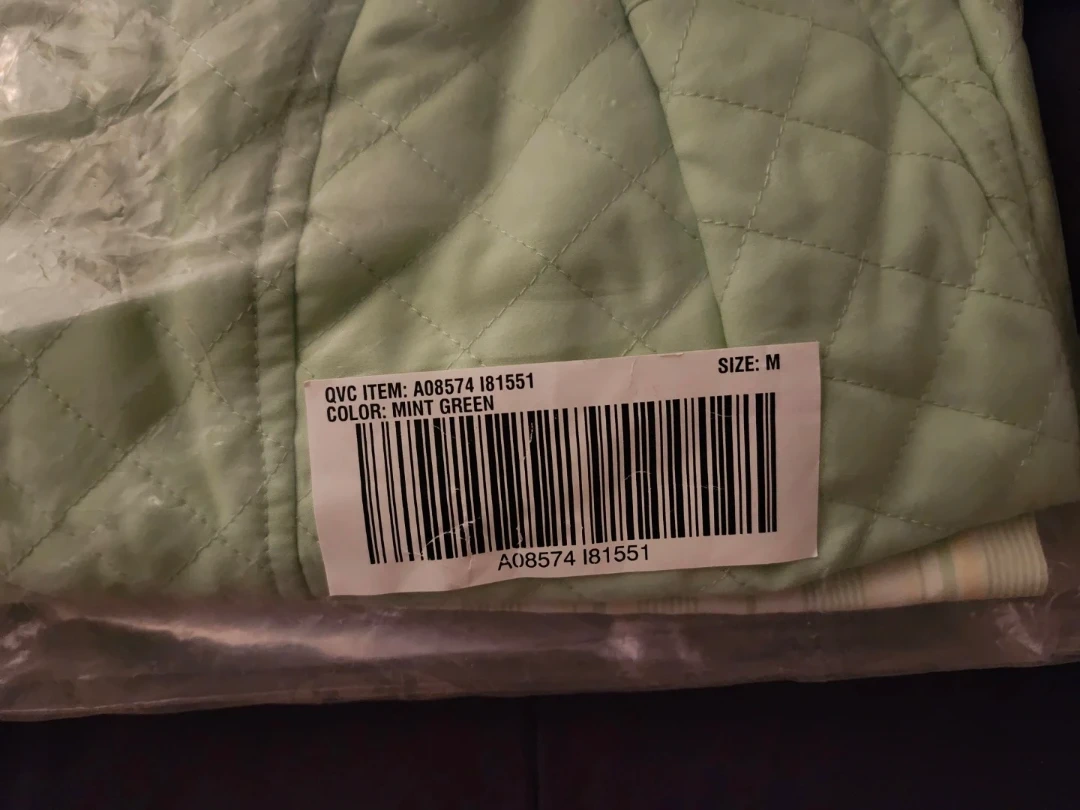 QVC ITEM: A08574 I81551
SIZE: M
COLOR: MINT GREEN
A08574 I81551